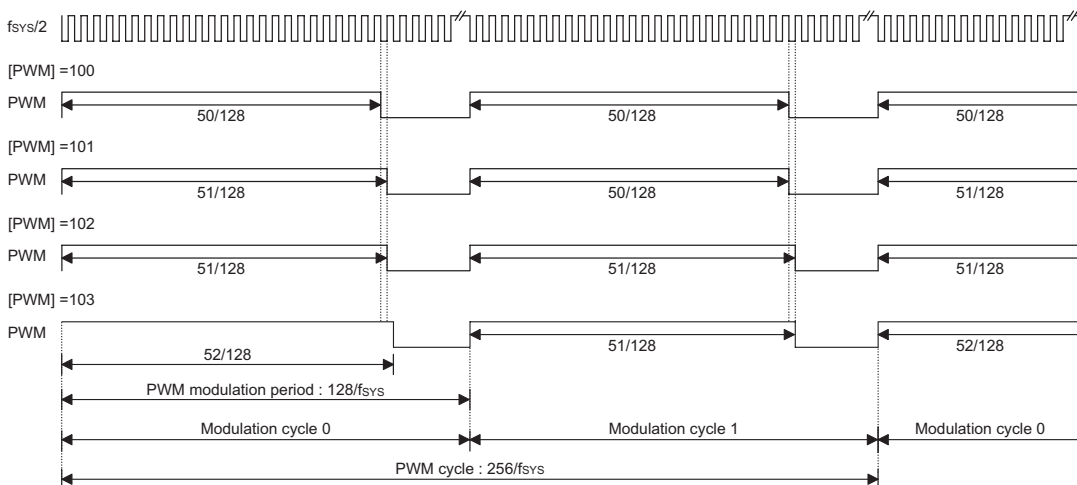 fSYS/2
[PWM] =100
PWM
50/128 50/128 50/128
[PWM] =101
PWM
51/128 50/128 51/128
[PWM] =102
PWM
51/128 51/128 51/128
[PWM] =103
PWM
52/128 51/128 52/128
PWM modulation period : 128/fSYS
Modulation cycle 0 Modulation cycle 1 Modulation cycle 0
PWM cycle : 256/fSYS